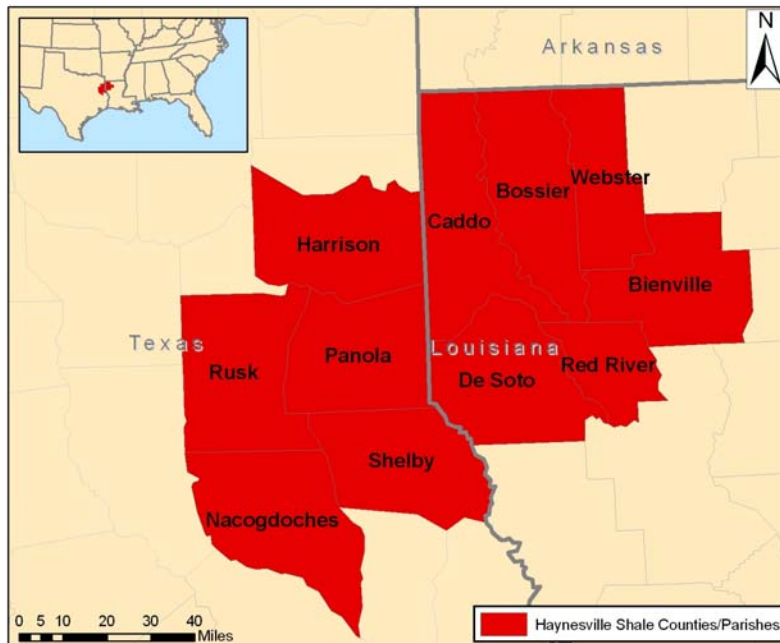 N
Arkansas
Webster
Bossier
Caddo
Harrison
Bienville
Texas
Louisiana
Panola
Red River
Rusk
De Soto
Shelby
Nacogdoches
0 5 10 20 30 40
Miles
Haynesville Shale Counties/Parishes